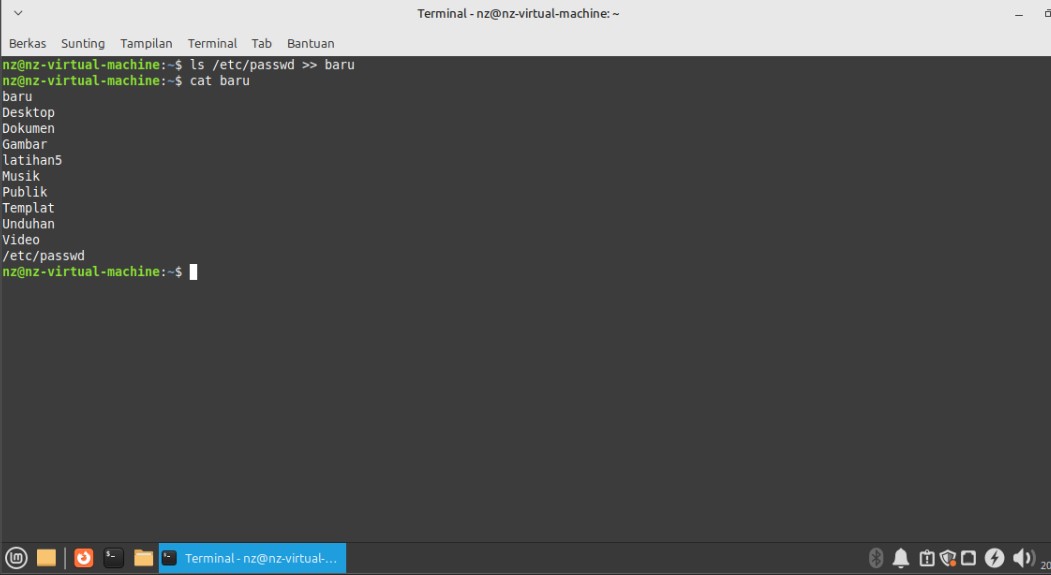 Terminal - nz@nz-virtual-machine: ~
Berkas Sunting Tampilan Terminal Tab Bantuan
nz@nz-virtual-machine:~$ ls /etc/passwd >> baru
nz@nz-virtual-machine:~$ cat baru
baru
Desktop
Dokumen
Gambar
latihan5
Musik
Publik
Templat
Unduhan
Video
/etc/passwd
nz@nz-virtual-machine:~$
Terminal - nz@nz-virtual-... 20